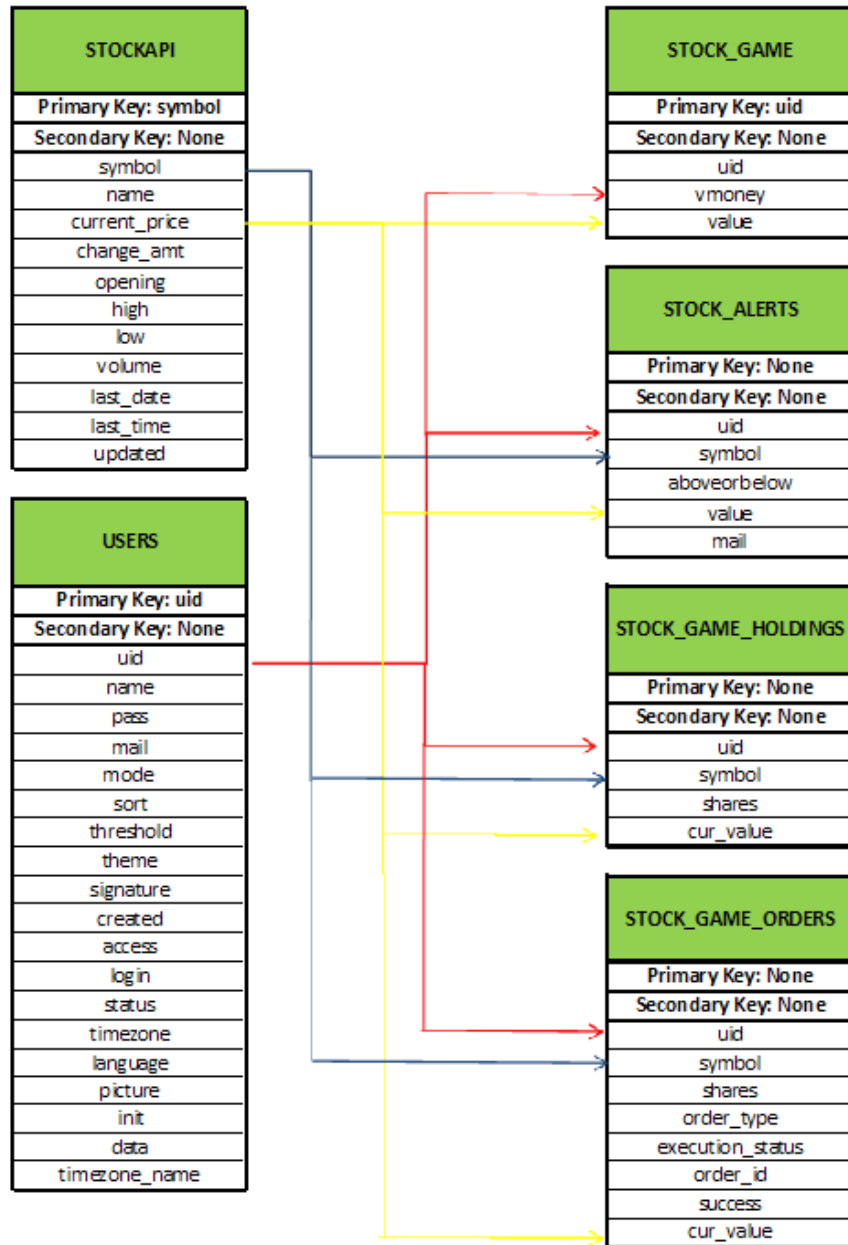 STOCKAPI
Primary Key: symbol
Secondary Key: None
symbol
name
current_price
change_amt
opening
high
low
volume
last_date
last_time
updated
USERS
Primary Key: uid
Secondary Key: None
uid
name
pass
mail
mode
sort
threshold
theme
signature
created
access
login
status
timezone
language
picture
init
data
timezone_name
STOCK_GAME
Primary Key: uid
Secondary Key: None
uid
vmoney
value
STOCK_ALERTS
Primary Key: None
Secondary Key: None
uid
symbol
aboveorbelow
value
mail
STOCK_GAME_HOLDINGS
Primary Key: None
Secondary Key: None
uid
symbol
shares
cur_value
STOCK_GAME_ORDERS
Primary Key: None
Secondary Key: None
uid
symbol
shares
order_type
execution_status
order_id
success
cur_value